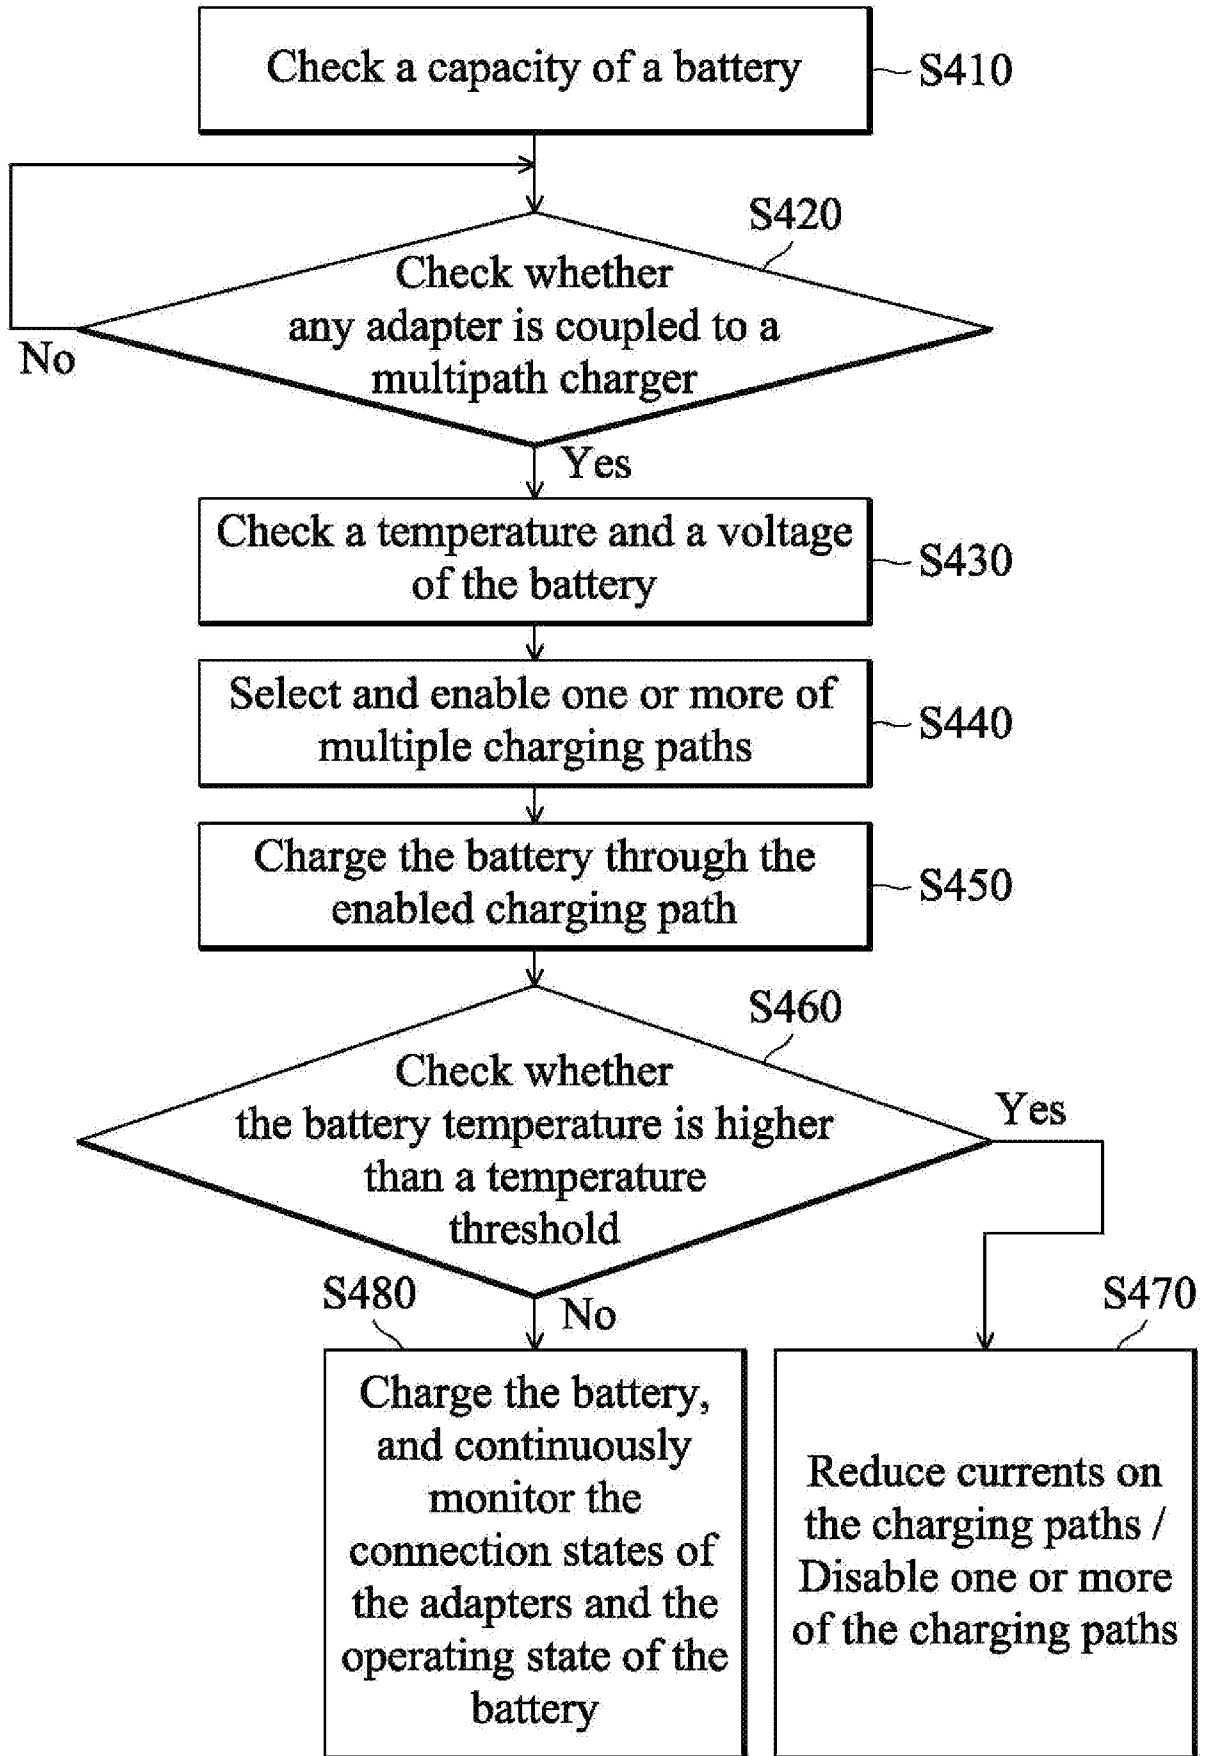 Check a capacity of a battery
S410
S420
Check whether
any adapter is coupled to a
multipath charger
No
Yes
Check a temperature and a voltage
of the battery
S430
Select and enable one or more of
multiple charging paths
S440
Charge the battery through the
enabled charging path
S450
S460
Check whether
the battery temperature is higher
than a temperature
threshold
Yes
No
S480
S470
Charge the battery,
and continuously
monitor the
connection states of
the adapters and the
operating state of the
battery
Reduce currents on
the charging paths /
Disable one or more
of the charging paths